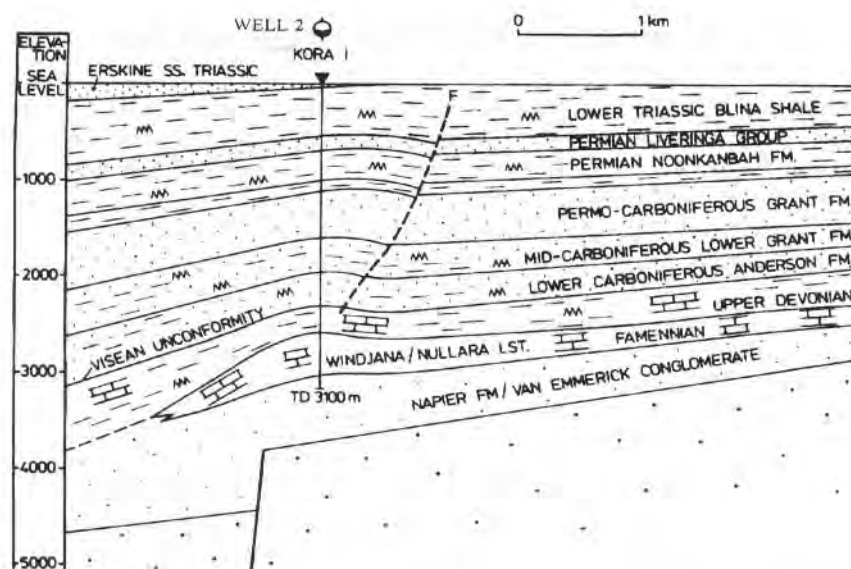 WELL 2
KORA 1
0 1 km
ELEVA-
TION
SEA
LEVEL
ERSKINE SS. TRIASSIC
F
LOWER TRIASSIC BLINA SHALE
PERMIAN LIVERINGA GROUP
PERMIAN NOONKANBAH FM.
-1000
PERMO-CARBONIFEROUS GRANT FM.
MID-CARBONIFEROUS LOWER GRANT FM.
-2000
LOWER CARBONIFEROUS ANDERSON FM.
UPPER DEVONIAN
VISEAN UNCONFORMITY
FAMENNIAN
WINDJANA/NULLARA LST.
-3000
NAPIER FM/VAN EMMERICK CONGLOMERATE
TD 3100 m
-4000
-5000